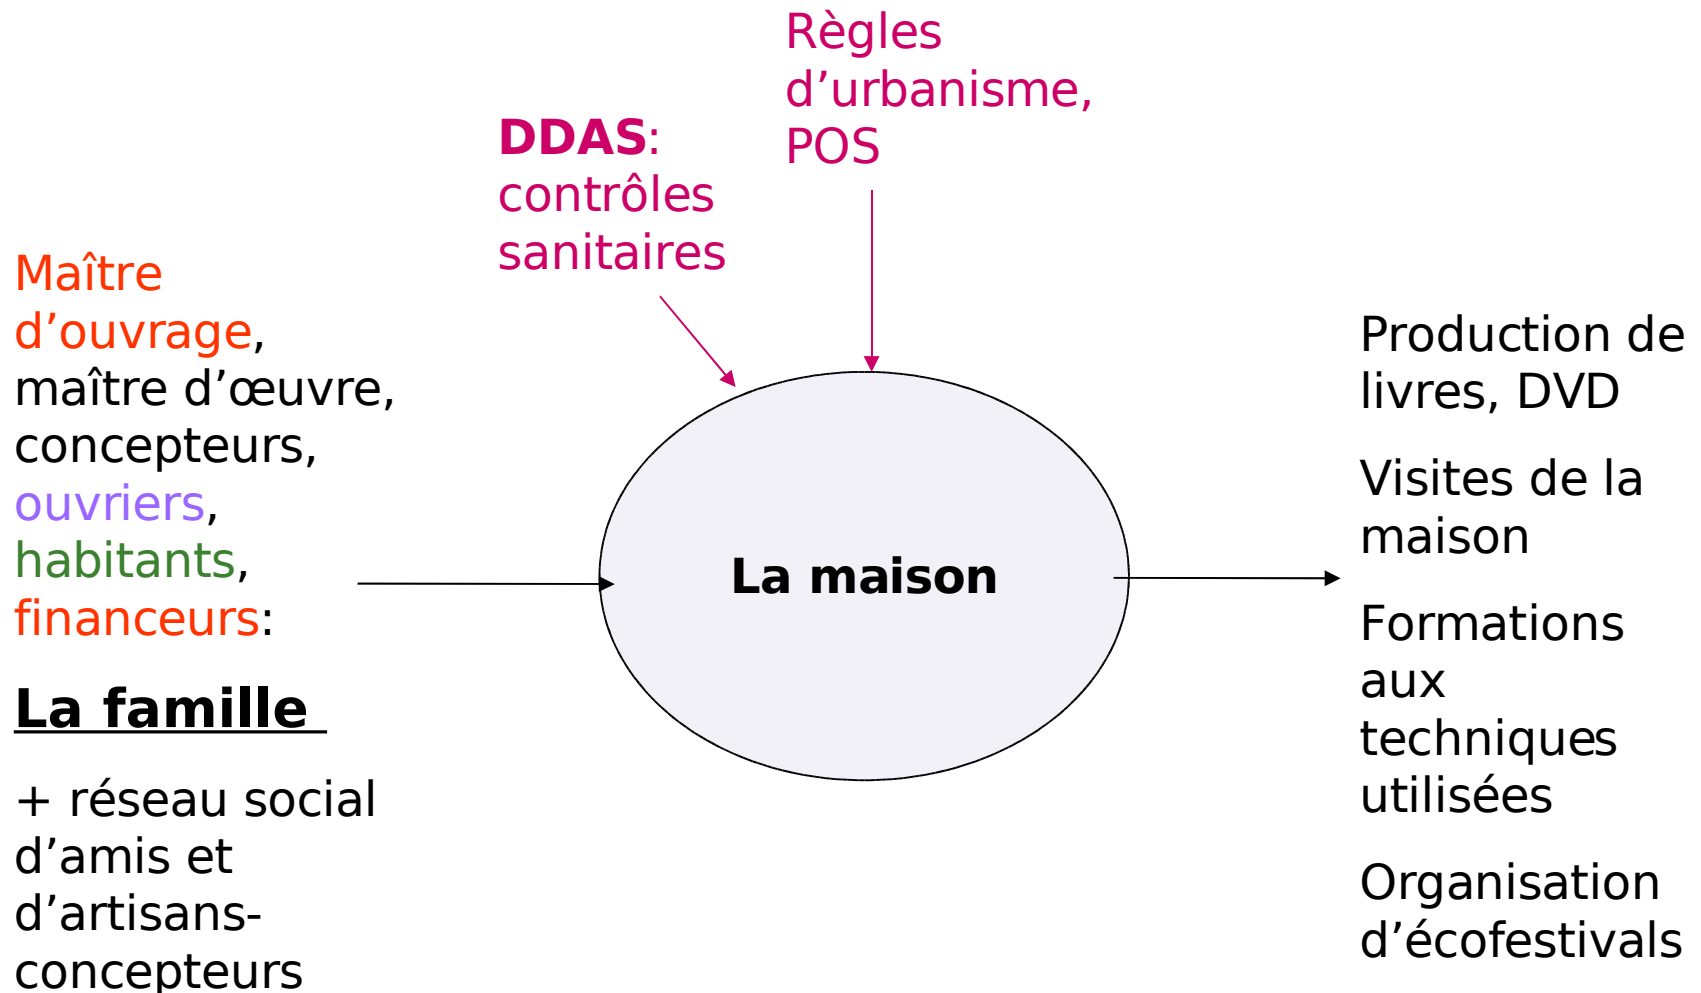 Règles
d’urbanisme,
POS
DDAS:
contrôles
sanitaires
Maître
d’ouvrage,
maître d’œuvre,
concepteurs,
ouvriers,
habitants,
financeurs:
La famille
+ réseau social
d’amis et
d’artisans-
concepteurs
La maison
Production de
livres, DVD
Visites de la
maison
Formations
aux
techniques
utilisées
Organisation
d’écofestivals